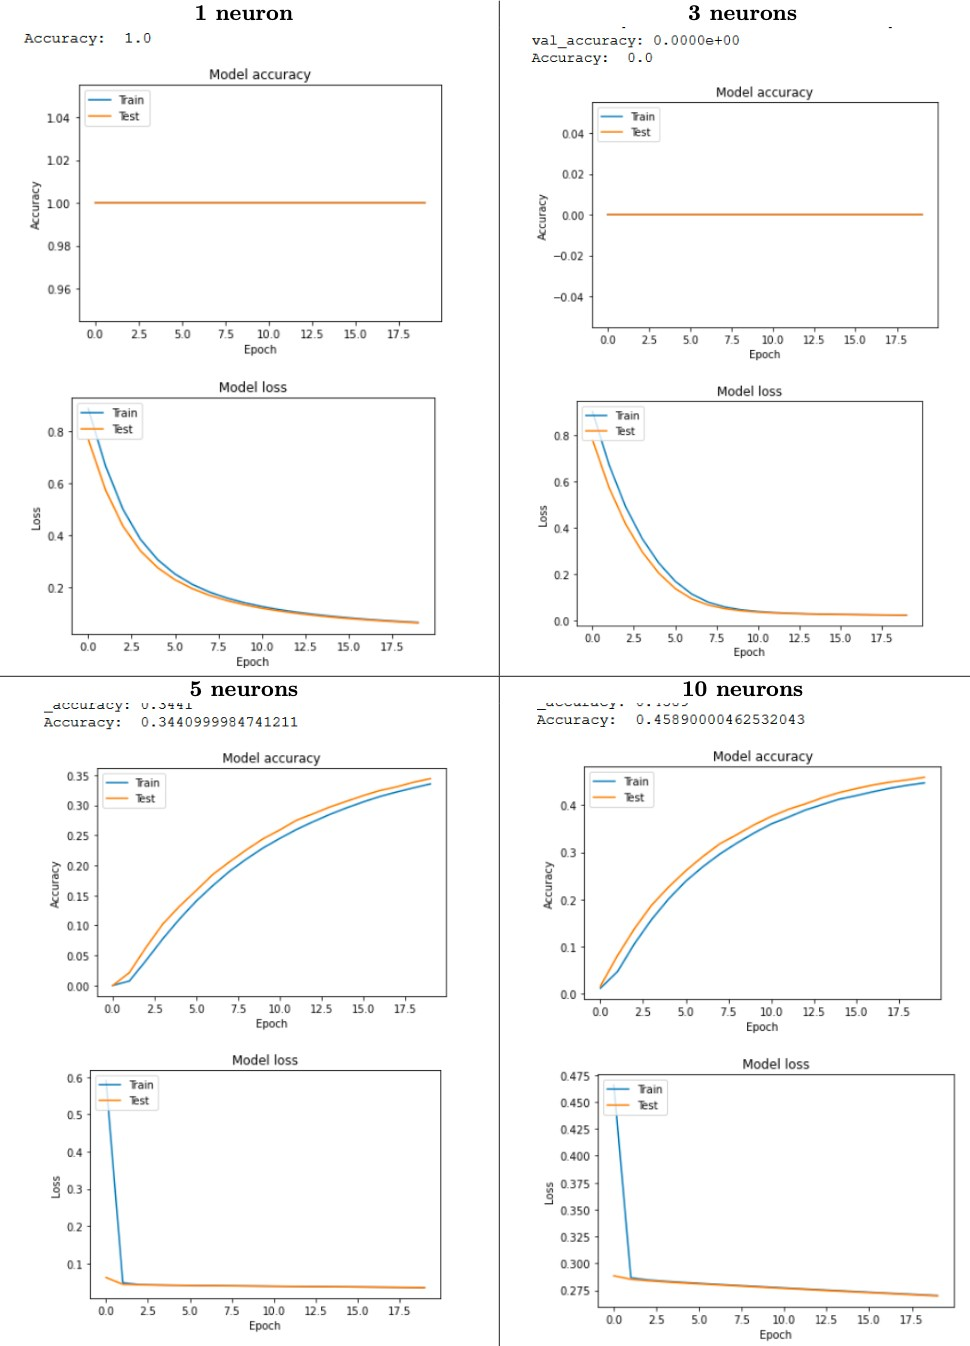 1 neuron
Accuracy: 1.0
Model accuracy
Train
Test
1.04
1.02
1.00
0.98
0.96
Accuracy
0.0 2.5 5.0 7.5 10.0 12.5 15.0 17.5
Epoch
Model loss
Train
Test
0.8
0.6
0.4
0.2
Loss
0.0 2.5 5.0 7.5 10.0 12.5 15.0 17.5
Epoch
3 neurons
val_accuracy: 0.0000e+00
Accuracy: 0.0
Model accuracy
Train
Test
0.04
0.02
0.00
−0.02
−0.04
Accuracy
0.0 2.5 5.0 7.5 10.0 12.5 15.0 17.5
Epoch
Model loss
Train
Test
0.8
0.6
0.4
0.2
0.0
Loss
0.0 2.5 5.0 7.5 10.0 12.5 15.0 17.5
Epoch
5 neurons
_accuracy: 0.3441
Accuracy: 0.3440999984741211
Model accuracy
Train
Test
0.35
0.30
0.25
0.20
0.15
0.10
0.05
0.00
Accuracy
0.0 2.5 5.0 7.5 10.0 12.5 15.0 17.5
Epoch
Model loss
Train
Test
0.6
0.5
0.4
0.3
0.2
0.1
Loss
0.0 2.5 5.0 7.5 10.0 12.5 15.0 17.5
Epoch
10 neurons
_accuracy: 0.4589
Accuracy: 0.45890000462532043
Model accuracy
Train
Test
0.4
0.3
0.2
0.1
0.0
Accuracy
0.0 2.5 5.0 7.5 10.0 12.5 15.0 17.5
Epoch
Model loss
Train
Test
0.475
0.450
0.425
0.400
0.375
0.350
0.325
0.300
0.275
Loss
0.0 2.5 5.0 7.5 10.0 12.5 15.0 17.5
Epoch